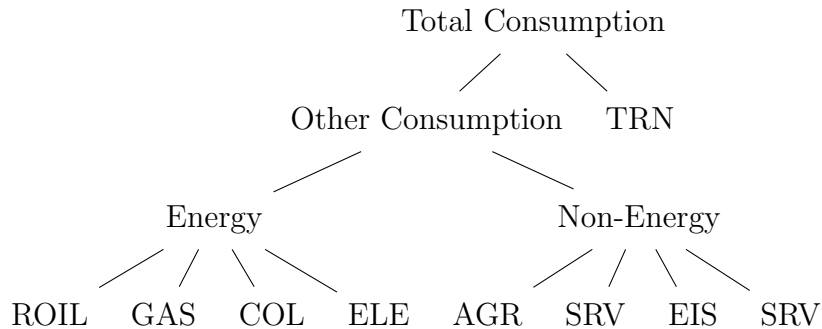 Total Consumption
Other Consumption TRN
Energy Non-Energy
ROIL GAS COL ELE AGR SRV EIS SRV